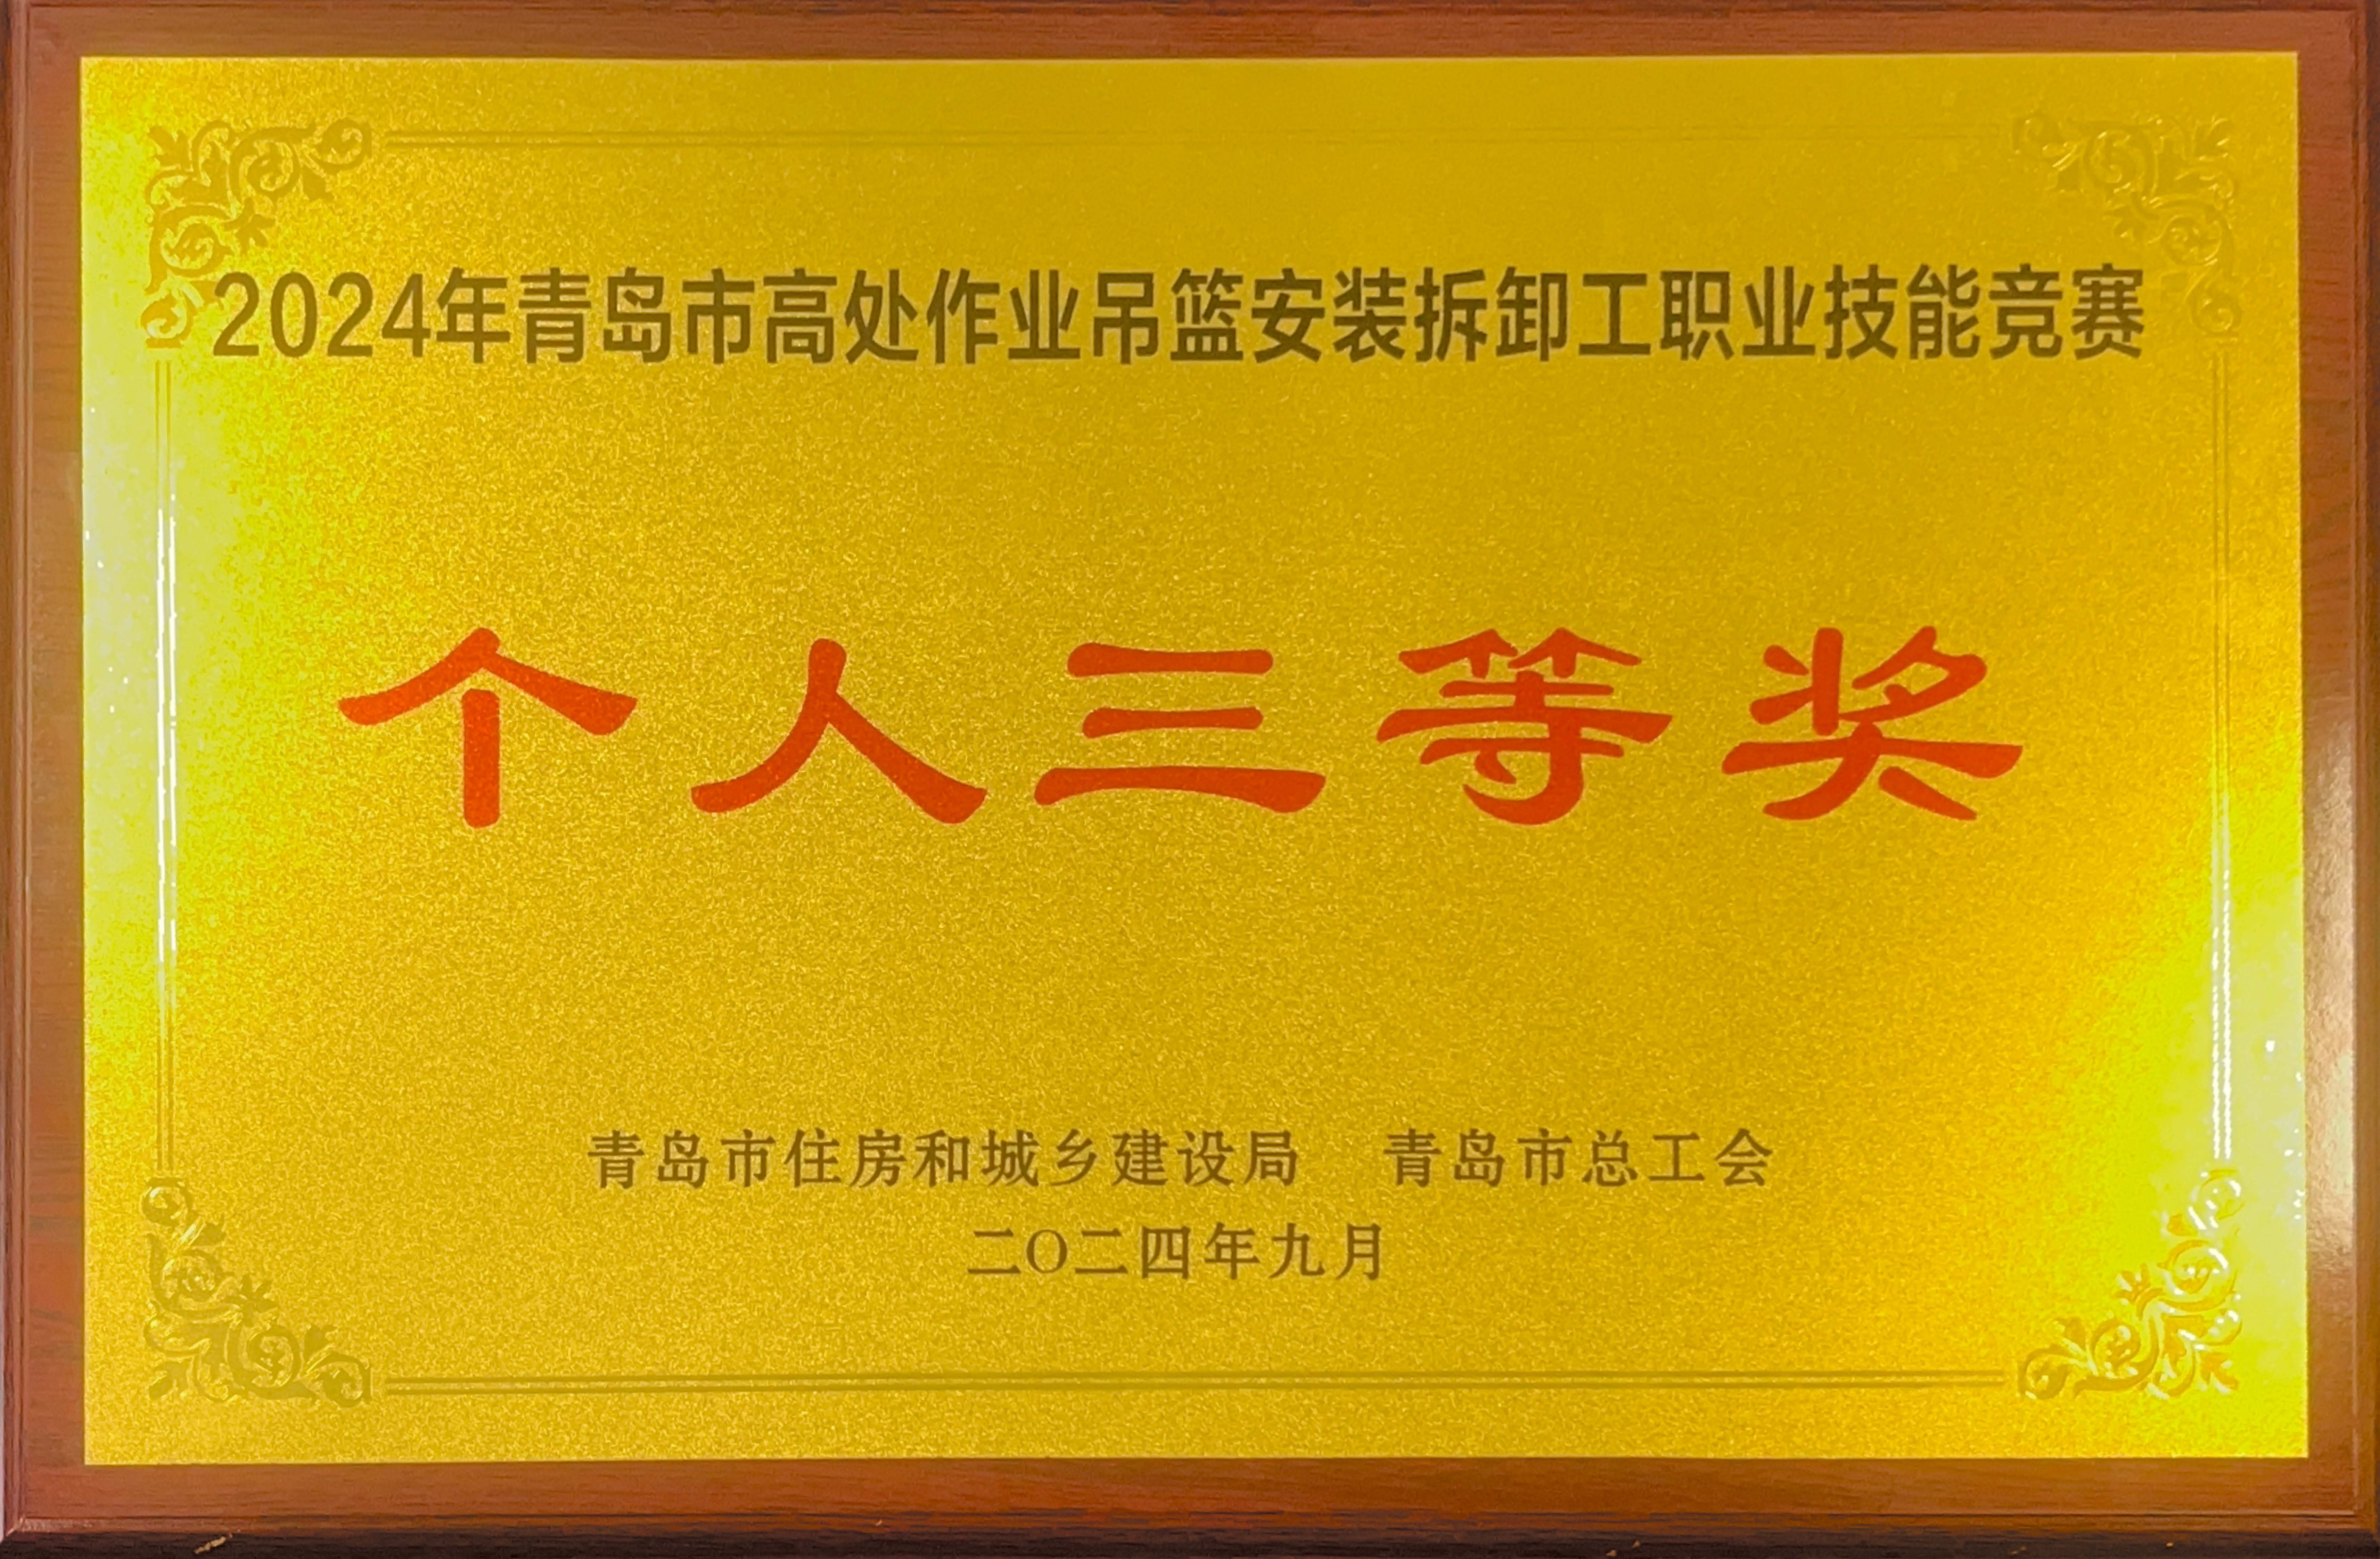 2024年青岛市高处作业吊篮安装拆卸工职业技能竞赛
个人三等奖
青岛市住房和城乡建设局 青岛市总工会
二〇二四年九月